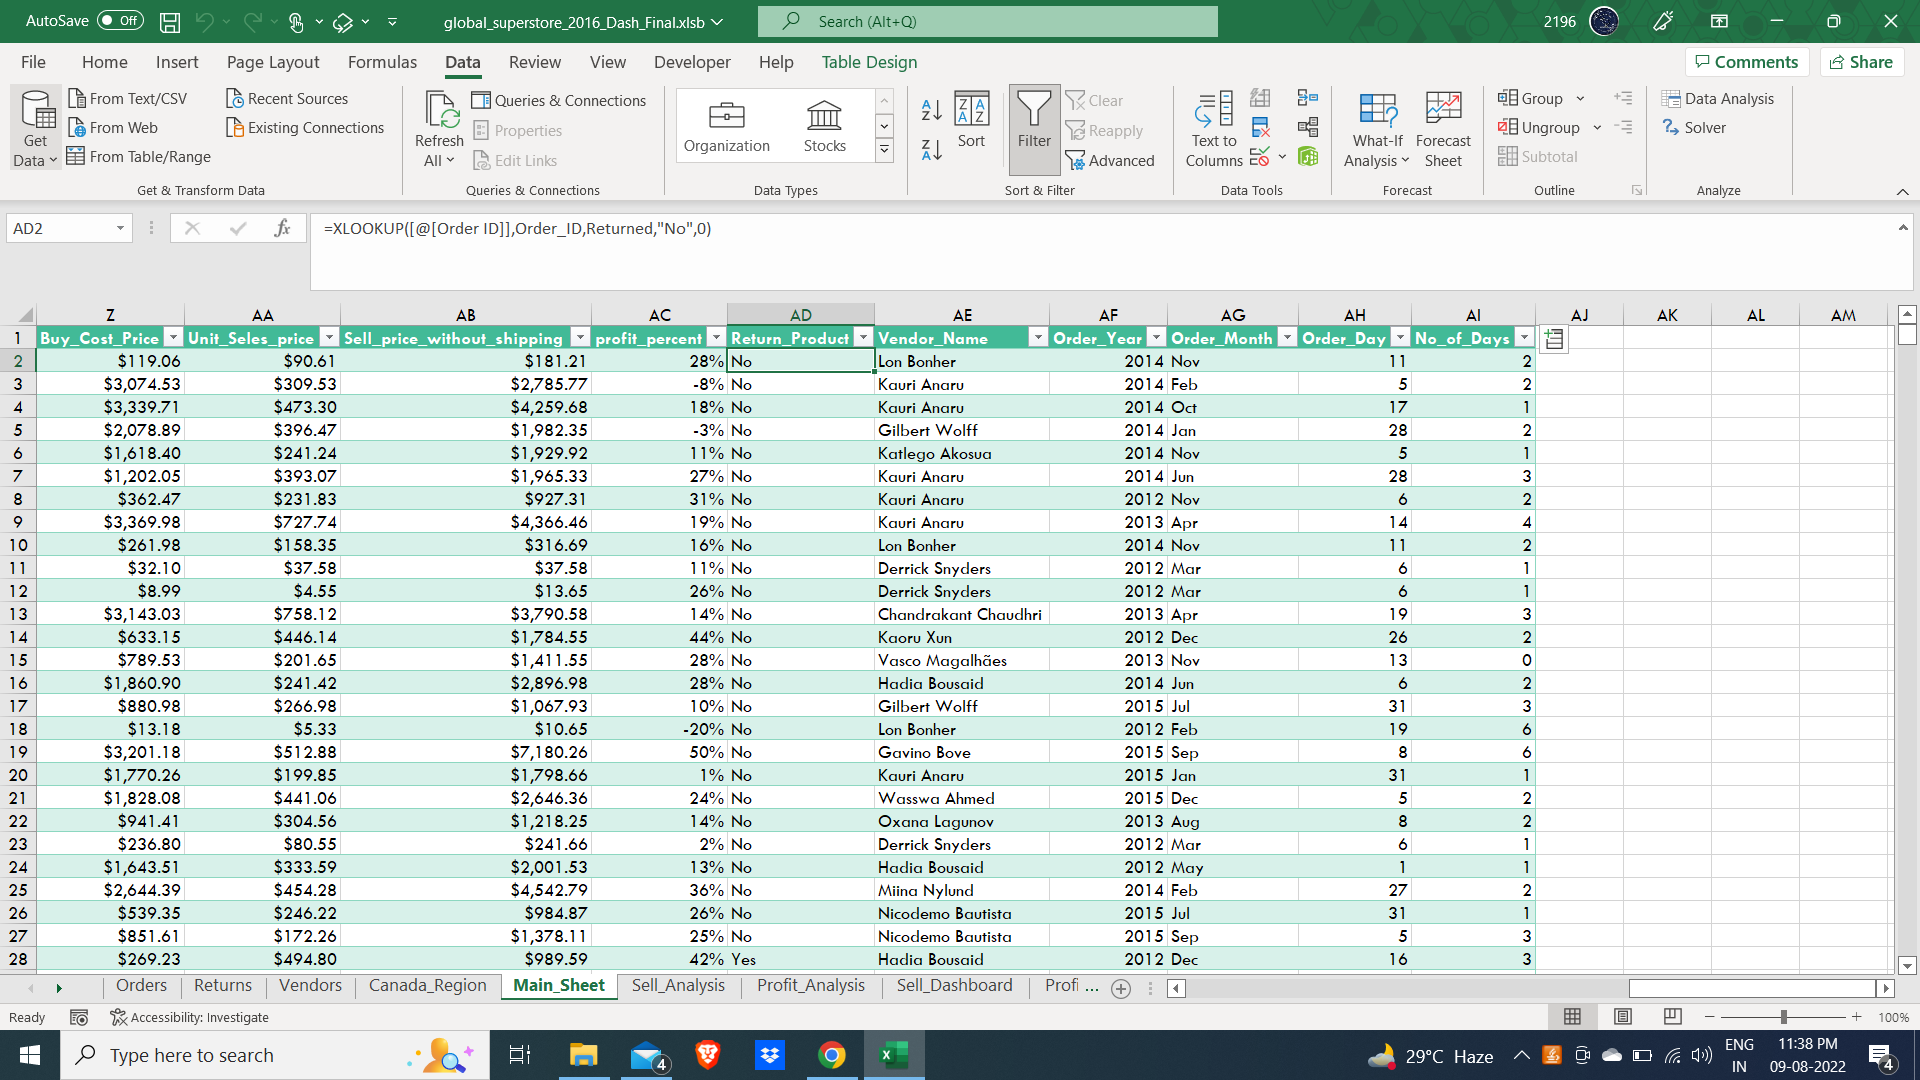 AutoSave Off global_superstore_2016_Dash_Final.xlsb Search (Alt+Q) 2196
File Home Insert Page Layout Formulas Data Review View Developer Help Table Design Comments Share
Get Data
From Text/CSV
From Web
From Table/Range
Recent Sources
Existing Connections
Get & Transform Data
Refresh All
Queries & Connections
Properties
Edit Links
Queries & Connections
Organization Stocks
Data Types
Sort
Filter
Clear
Reapply
Advanced
Sort & Filter
Text to Columns
Data Tools
What-If Analysis
Forecast Sheet
Forecast
Group
Ungroup
Subtotal
Outline
Data Analysis
Solver
Analyze
AD2 fx =XLOOKUP([@[Order ID]],Order_ID,Returned,"No",0)
Z AA AB AC AD AE AF AG AH AI AJ AK AL AM
1 Buy_Cost_Price Unit_Seles_price Sell_price_without_shipping profit_percent Return_Product Vendor_Name Order_Year Order_Month Order_Day No_of_Days
2 $119.06 $90.61 $181.21 28% No Lon Bonher 2014 Nov 11 2
3 $3,074.53 $309.53 $2,785.77 -8% No Kauri Anaru 2014 Feb 5 2
4 $3,339.71 $473.30 $4,259.68 18% No Kauri Anaru 2014 Oct 17 1
5 $2,078.89 $396.47 $1,982.35 -3% No Gilbert Wolff 2014 Jan 28 2
6 $1,618.40 $241.24 $1,929.92 11% No Katlego Akosua 2014 Nov 5 1
7 $1,202.05 $393.07 $1,965.33 27% No Kauri Anaru 2014 Jun 28 3
8 $362.47 $231.83 $927.31 31% No Kauri Anaru 2012 Nov 6 2
9 $3,369.98 $727.74 $4,366.46 19% No Kauri Anaru 2013 Apr 14 4
10 $261.98 $158.35 $316.69 16% No Lon Bonher 2014 Nov 11 2
11 $32.10 $37.58 $37.58 11% No Derrick Snyders 2012 Mar 6 1
12 $8.99 $4.55 $13.65 26% No Derrick Snyders 2012 Mar 6 1
13 $3,143.03 $758.12 $3,790.58 14% No Chandrakant Chaudhri 2013 Apr 19 3
14 $633.15 $446.14 $1,784.55 44% No Kaoru Xun 2012 Dec 26 2
15 $789.53 $201.65 $1,411.55 28% No Vasco Magalhães 2013 Nov 13 0
16 $1,860.90 $241.42 $2,896.98 28% No Hadia Bousaid 2014 Jun 6 2
17 $880.98 $266.98 $1,067.93 10% No Gilbert Wolff 2015 Jul 31 3
18 $13.18 $5.33 $10.65 -20% No Lon Bonher 2012 Feb 19 6
19 $3,201.18 $512.88 $7,180.26 50% No Gavino Bove 2015 Sep 8 6
20 $1,770.26 $199.85 $1,798.66 1% No Kauri Anaru 2015 Jan 31 1
21 $1,828.08 $441.06 $2,646.36 24% No Wasswa Ahmed 2015 Dec 5 2
22 $941.41 $304.56 $1,218.25 14% No Oxana Lagunov 2013 Aug 8 2
23 $236.80 $80.55 $241.66 2% No Derrick Snyders 2012 Mar 6 1
24 $1,643.51 $333.59 $2,001.53 13% No Hadia Bousaid 2012 May 1 1
25 $2,644.39 $454.28 $4,542.79 36% No Miina Nylund 2014 Feb 27 2
26 $539.35 $246.22 $984.87 26% No Nicodemo Bautista 2015 Jul 31 1
27 $851.61 $172.26 $1,378.11 25% No Nicodemo Bautista 2015 Sep 5 3
28 $269.23 $494.80 $989.59 42% Yes Hadia Bousaid 2012 Dec 16 3
Orders Returns Vendors Canada_Region Main_Sheet Sell_Analysis Profit_Analysis Sell_Dashboard Profi ...
Ready Accessibility: Investigate 100%
Type here to search 4 29°C Haze ENG IN 11:38 PM 09-08-2022 4